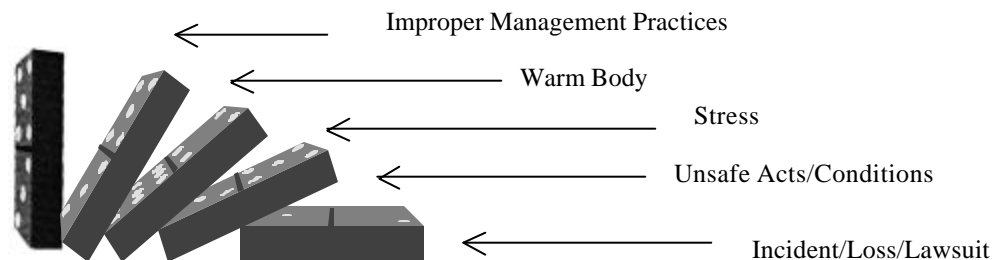 Improper Management Practices
Warm Body
Stress
Unsafe Acts/Conditions
Incident/Loss/Lawsuit